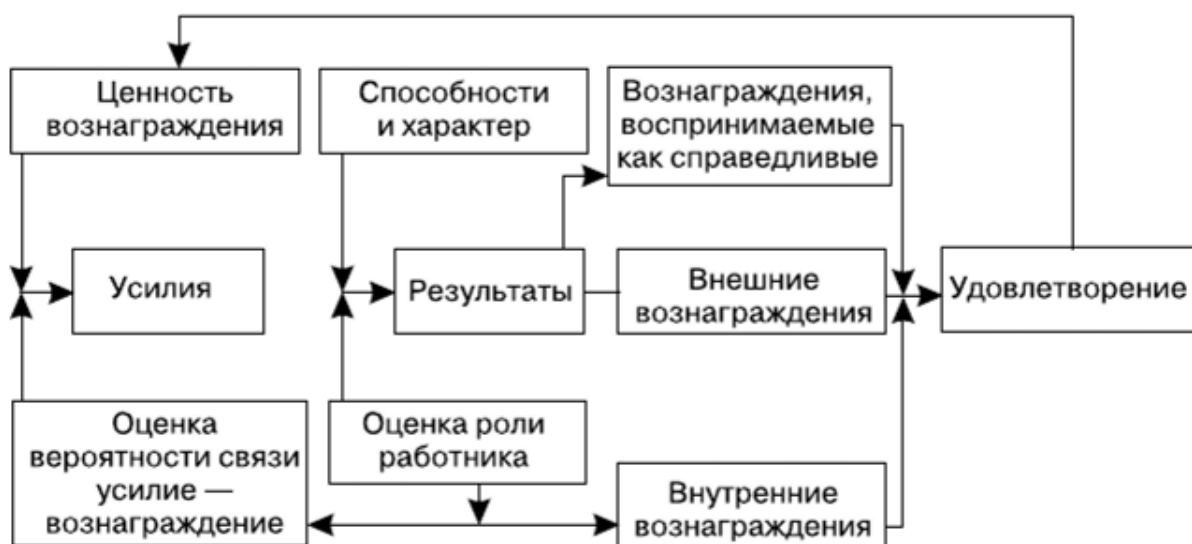 Ценность
вознаграждения
Способности
и характер
Вознаграждения,
воспринимаемые
как справедливые
Усилия
Результаты
Внешние
вознаграждения
Удовлетворение
Оценка
вероятности связи
усилие —
вознаграждение
Оценка роли
работника
Внутренние
вознаграждения